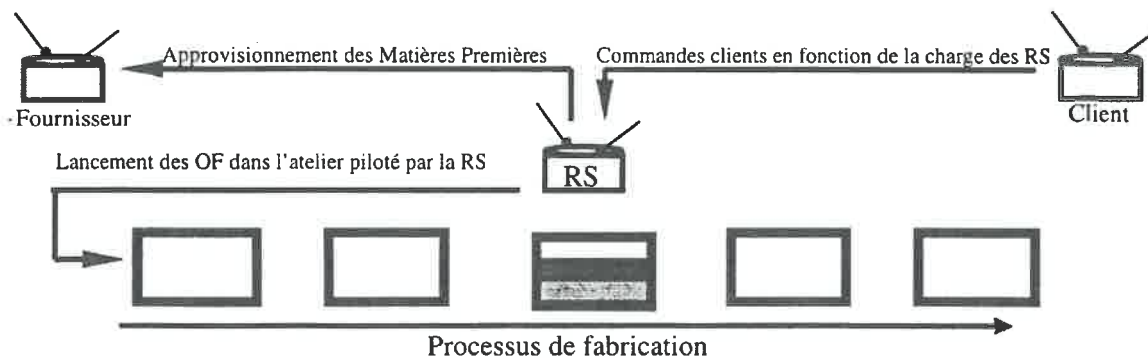 Approvisionnement des Matières Premières
Commandes clients en fonction de la charge des RS
Fournisseur
Client
Lancement des OF dans l'atelier piloté par la RS
RS
Processus de fabrication